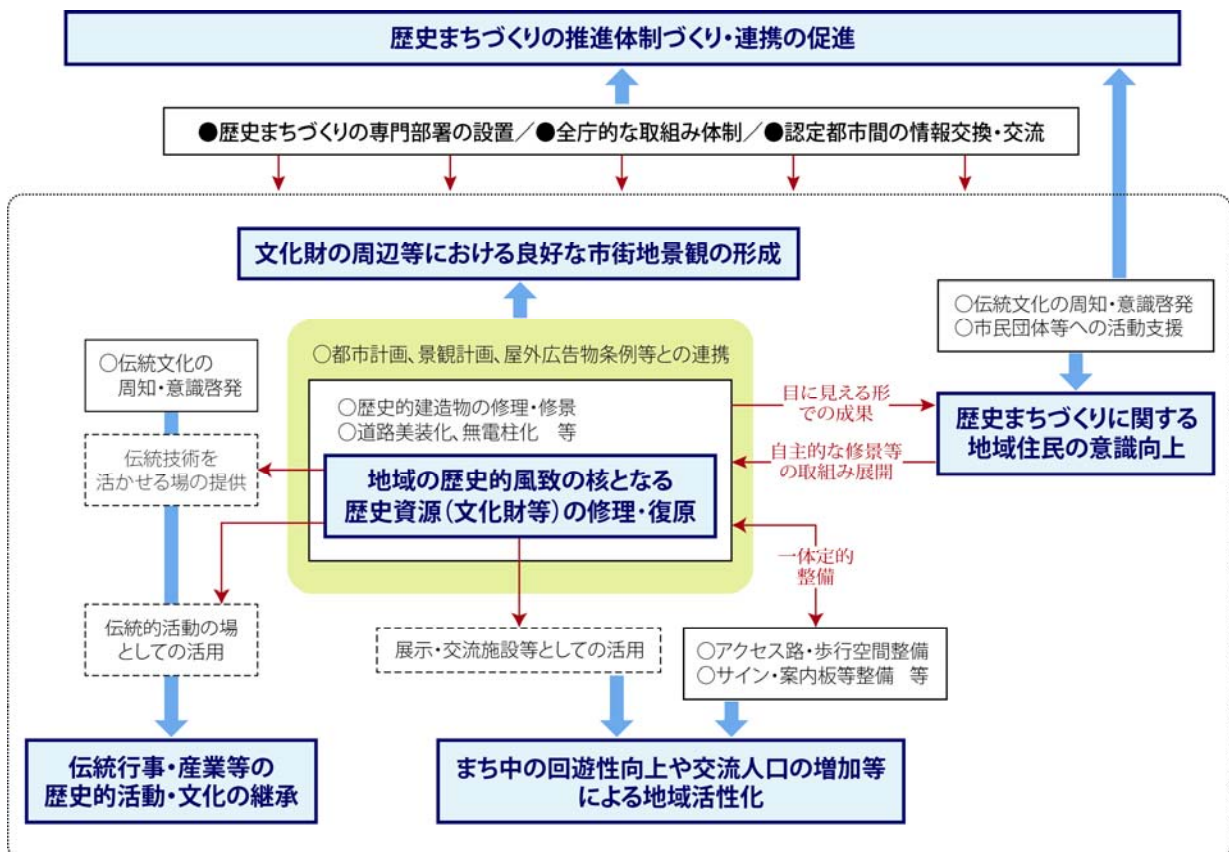 歴史まちづくりの推進体制づくり・連携の促進
●歴史まちづくりの専門部署の設置／●全庁的な取組み体制／●認定都市間の情報交換・交流
文化財の周辺等における良好な市街地景観の形成
○伝統文化の周知・意識啓発
○市民団体等への活動支援
○都市計画、景観計画、屋外広告物条例等との連携
○伝統文化の
周知・意識啓発
○歴史的建造物の修理・修景
○道路美装化、無電柱化　等
目に見える形
での成果
歴史まちづくりに関する
地域住民の意識向上
自主的な修景等
の取組み展開
伝統技術を
活かせる場の提供
地域の歴史的風致の核となる
歴史資源（文化財等）の修理・復原
一体定的
整備
伝統的活動の場
としての活用
展示・交流施設等としての活用
○アクセス路・歩行空間整備
○サイン・案内板等整備　等
伝統行事・産業等の
歴史的活動・文化の継承
まち中の回遊性向上や交流人口の増加等
による地域活性化